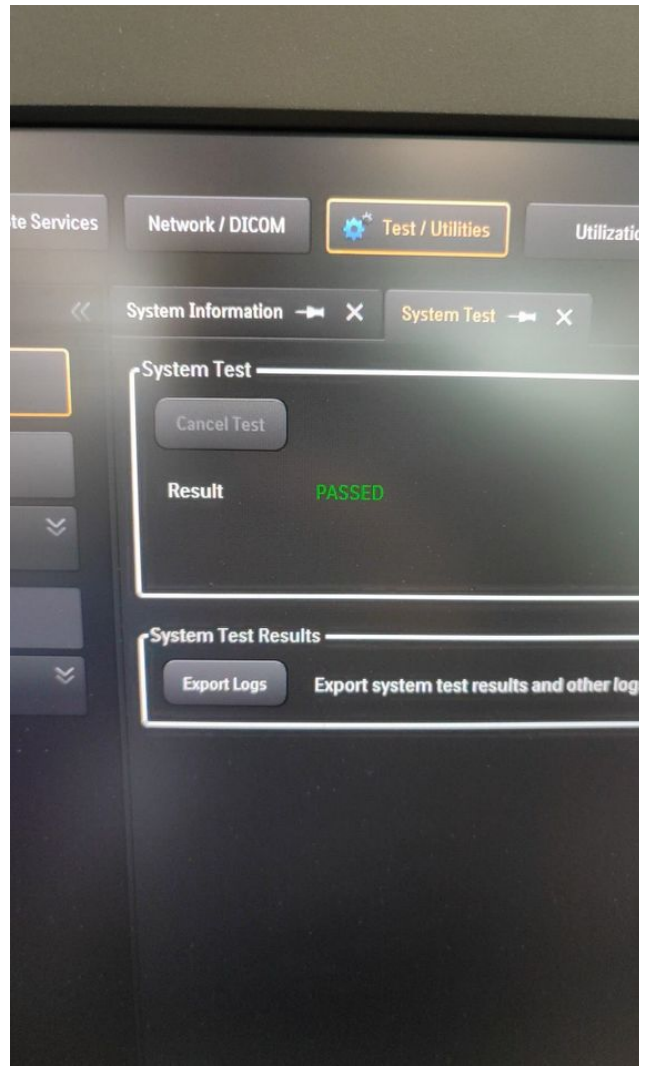 te Services Network / DICOM Test / Utilities Utilizatio
System Information System Test
System Test
Cancel Test
Result PASSED
System Test Results
Export Logs Export system test results and other log